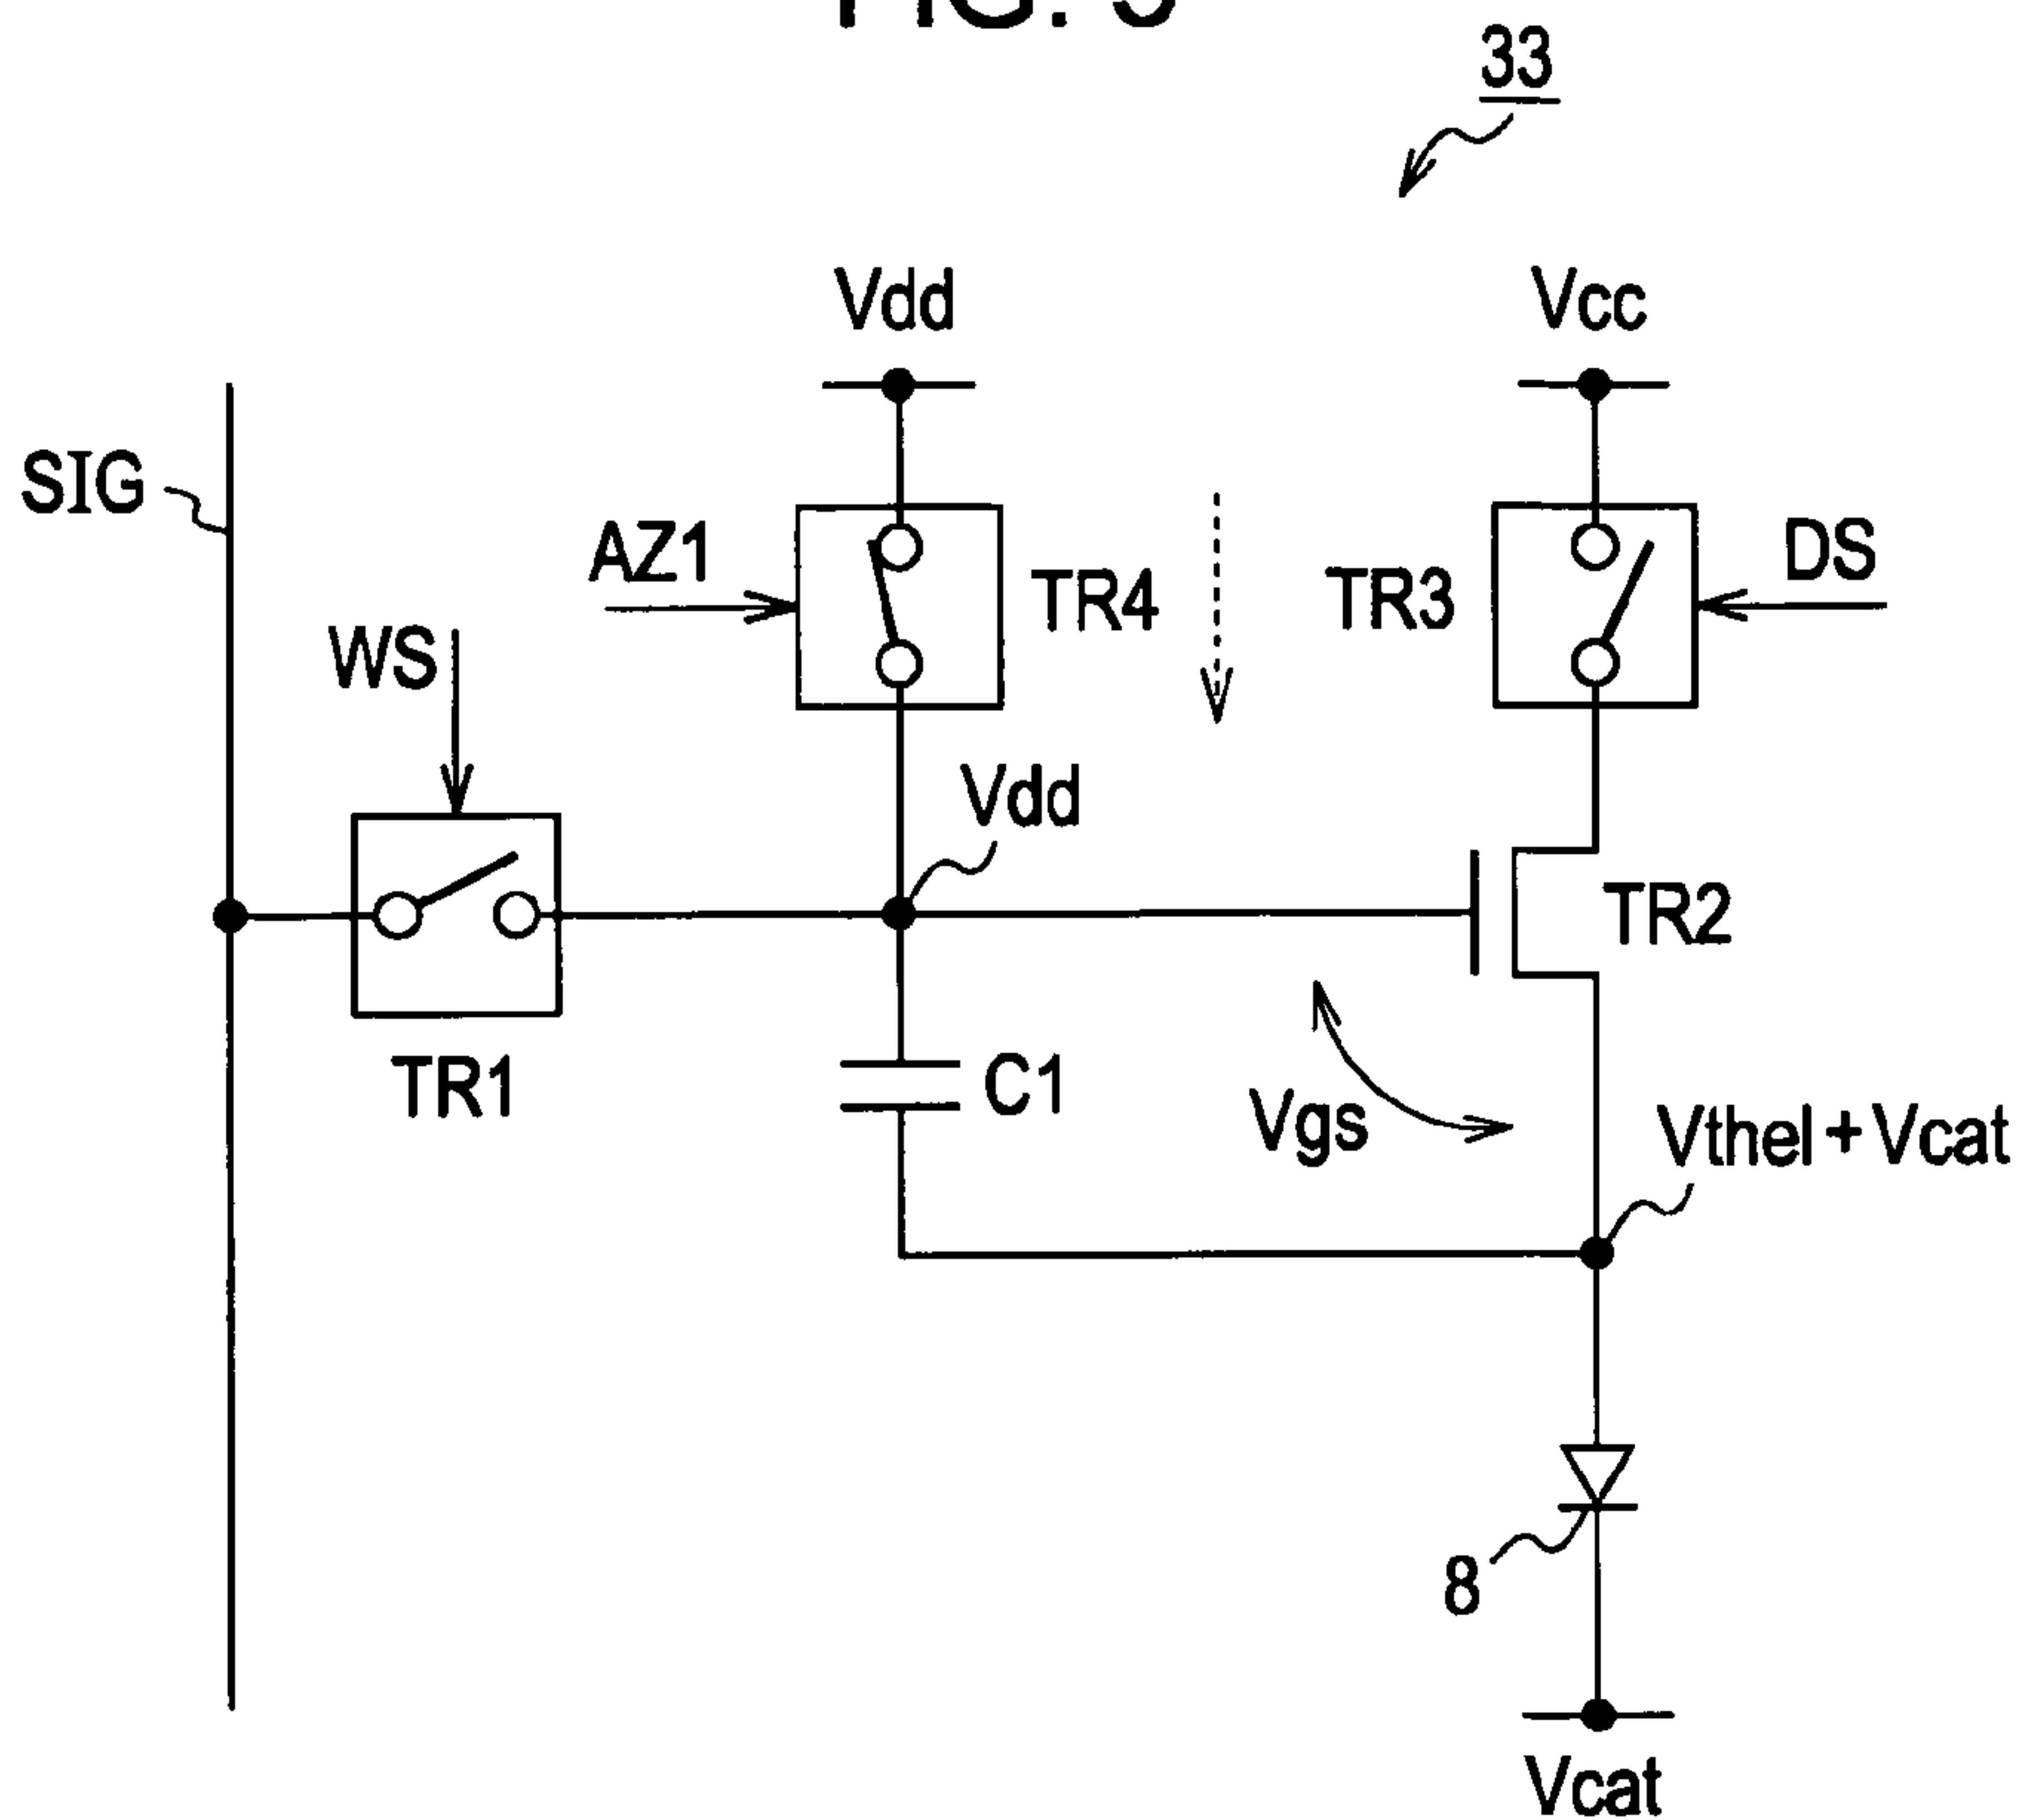 33
Vdd
Vcc
SIG
AZ1
TR4
TR3
DS
WS
Vdd
TR2
TR1
C1
Vgs
Vthel + Vcat
8
Vcat